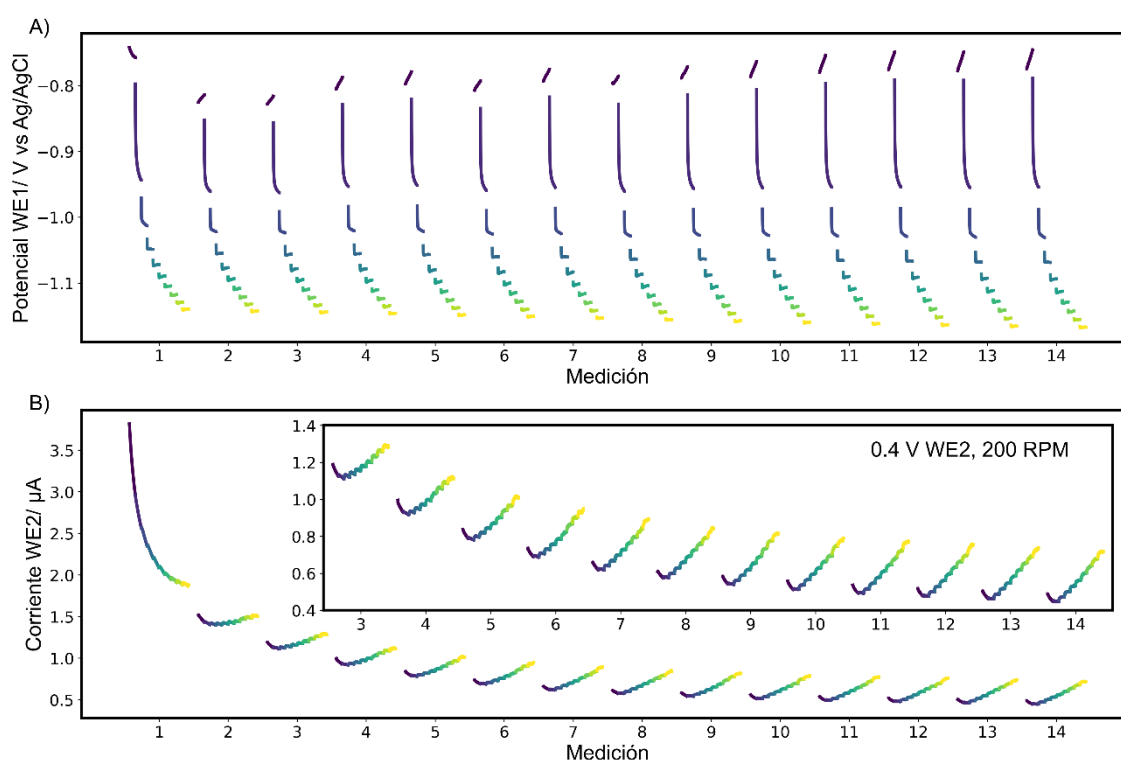 A)
Potencial WE1/ V vs Ag/AgCl
−0.8
−0.9
−1.0
−1.1
1 2 3 4 5 6 7 8 9 10 11 12 13 14
Medición
B)
Corriente WE2/ µA
3.5
3.0
2.5
2.0
1.5
1.0
0.5
1.4
1.2
1.0
0.8
0.6
0.4
0.4 V WE2, 200 RPM
3 4 5 6 7 8 9 10 11 12 13 14
1 2 3 4 5 6 7 8 9 10 11 12 13 14
Medición